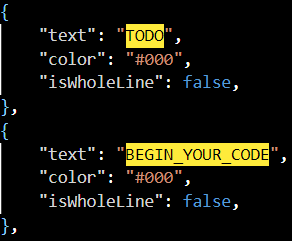 {
    "text": "TODO",
    "color": "#000",
    "isWholeLine": false,
},
{
    "text": "BEGIN_YOUR_CODE",
    "color": "#000",
    "isWholeLine": false,
},